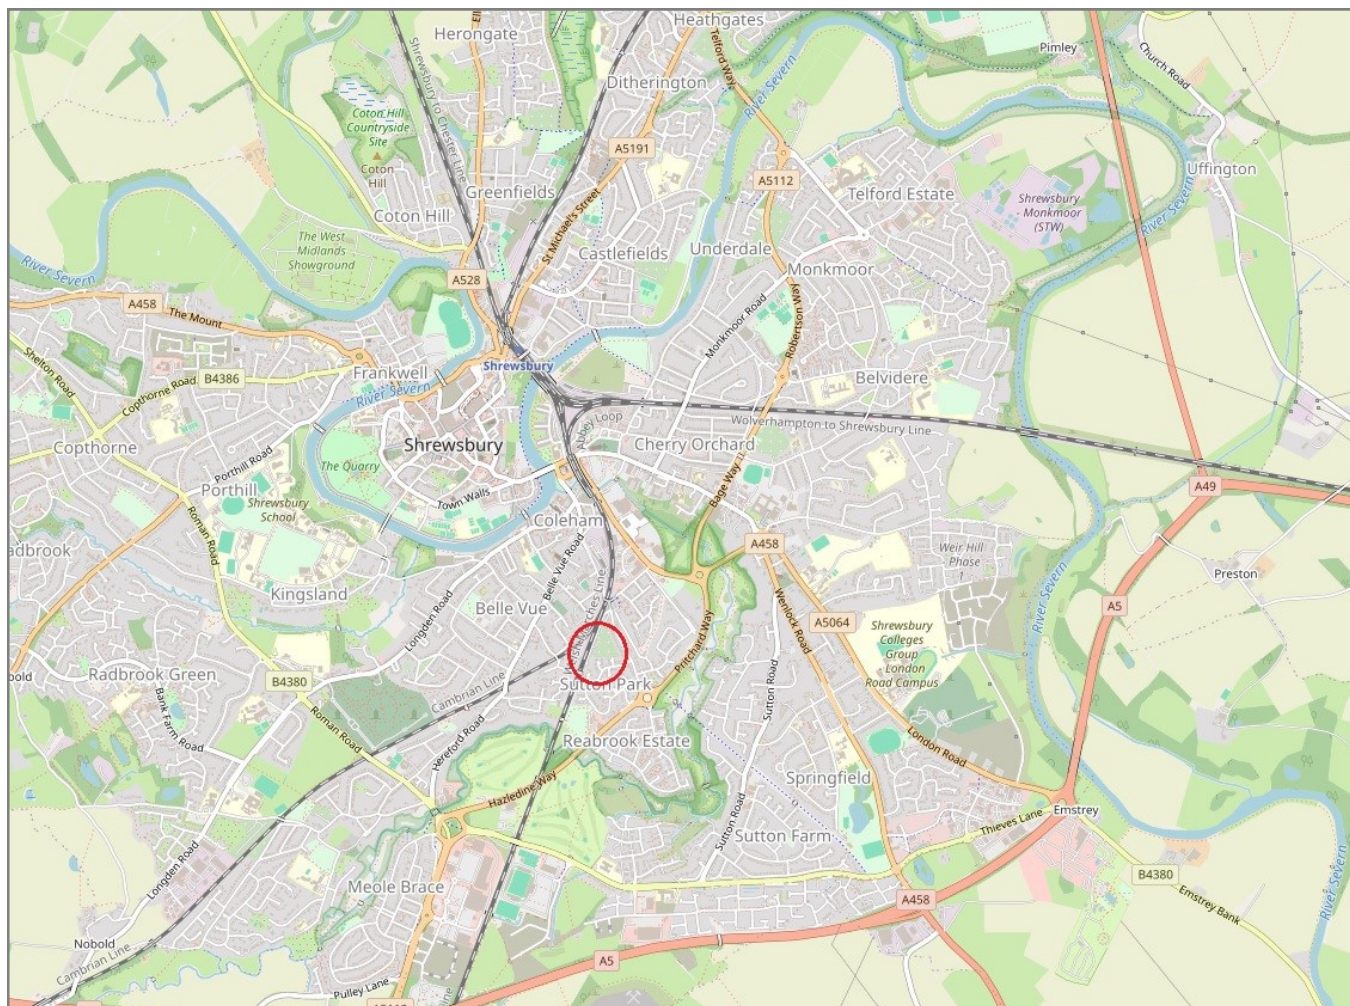 Heathgates
Herongate
Pimley
Church Road
Telford Way
River Severn
Shrewsbury to Chester Line
Ditherington
Coton Hill
Countryside
Site
Coton
Hill
A5191
Uffington
A5112
Greenfields
Telford Estate
Shrewsbury
Monkmoor
(STW)
River Severn
Coton Hill
St Michael's Street
The West
Midlands
Showground
Castlefields
Underdale
River Severn
A528
Monkmoor
A458
The Mount
Robertson Way
Monkmoor Road
Shelton Road
B4386
Frankwell
Shrewsbury
Copthorne Road
River Severn
Belvidere
Abbey Loop
Wolverhampton to Shrewsbury Line
Copthorne
Shrewsbury
Cherry Orchard
Porthill Road
The Quarry
Bage Way
Porthill
Town Walls
A49
Shrewsbury
School
Roman Road
Coleham
A458
Weir Hill
Phase
1
Preston
Belle Vue Road
Kingsland
Belle Vue
Longden Road
Wenlock Road
A5
River Severn
Pritchard Way
A5064
Shrewsbury
Colleges
Group
London
Road Campus
Radbrook Green
B4380
Cambrian Line
Sutton Park
Sutton Road
Bank Farm Road
Roman Road
Hereford Road
Reabrook Estate
London Road
Hazledine Way
Springfield
Sutton Road
Emstrey
Thieves Lane
Sutton Farm
Longden Road
Meole Brace
B4380
Emstrey Bank
A458
River Severn
Nobold
Cambrian Line
A5
Pulley Lane